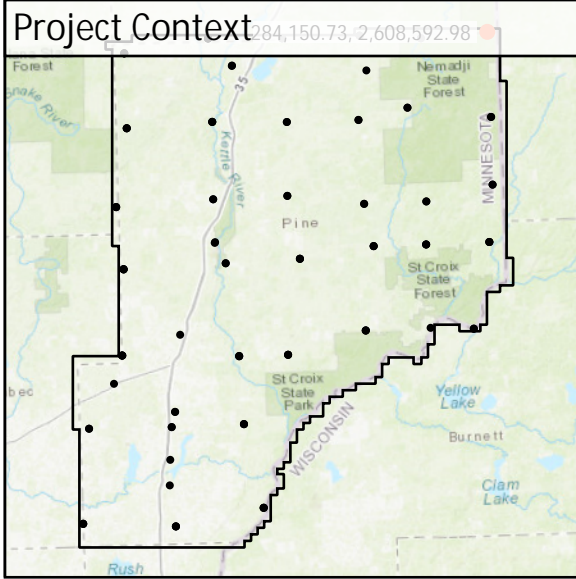 Project Context
284,150.73, 2,608,592.98
Forest
Nemadji
State
Forest
Snake River
35
Kettle River
MINNESOTA
Pine
St Croix
State
Forest
St Croix
State
Park
bec
Yellow
Lake
WISCONSIN
Burnett
Clam
Lake
Rush